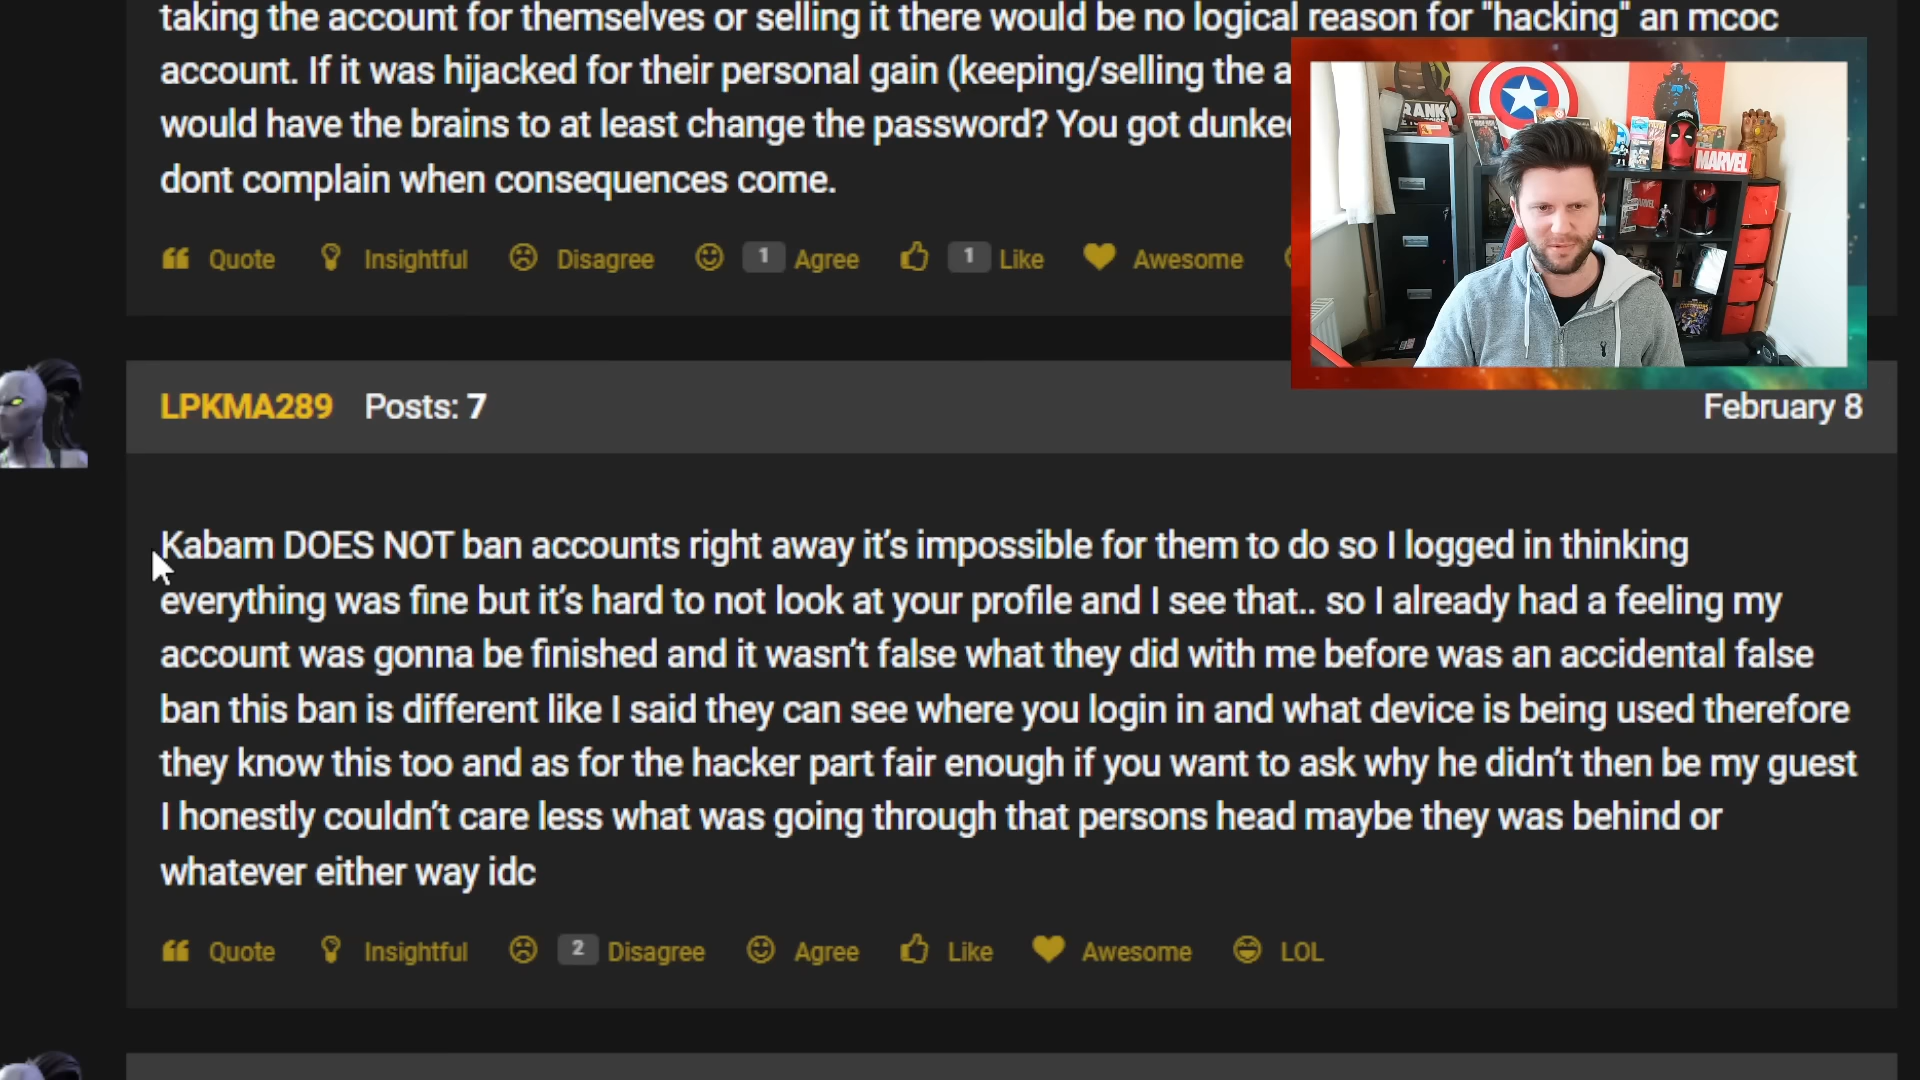 taking the account for themselves or selling it there would be no logical reason for "hacking" an mcoc
account. If it was hijacked for their personal gain (keeping/selling the a
would have the brains to at least change the password? You got dunked
dont complain when consequences come.
Quote Insightful Disagree 1 Agree 1 Like Awesome
RANK
MARVEL
LPKMA289 Posts: 7 February 8
Kabam DOES NOT ban accounts right away it’s impossible for them to do so I logged in thinking
everything was fine but it’s hard to not look at your profile and I see that.. so I already had a feeling my
account was gonna be finished and it wasn’t false what they did with me before was an accidental false
ban this ban is different like I said they can see where you login in and what device is being used therefore
they know this too and as for the hacker part fair enough if you want to ask why he didn’t then be my guest
I honestly couldn’t care less what was going through that persons head maybe they was behind or
whatever either way idc
Quote Insightful 2 Disagree Agree Like Awesome LOL